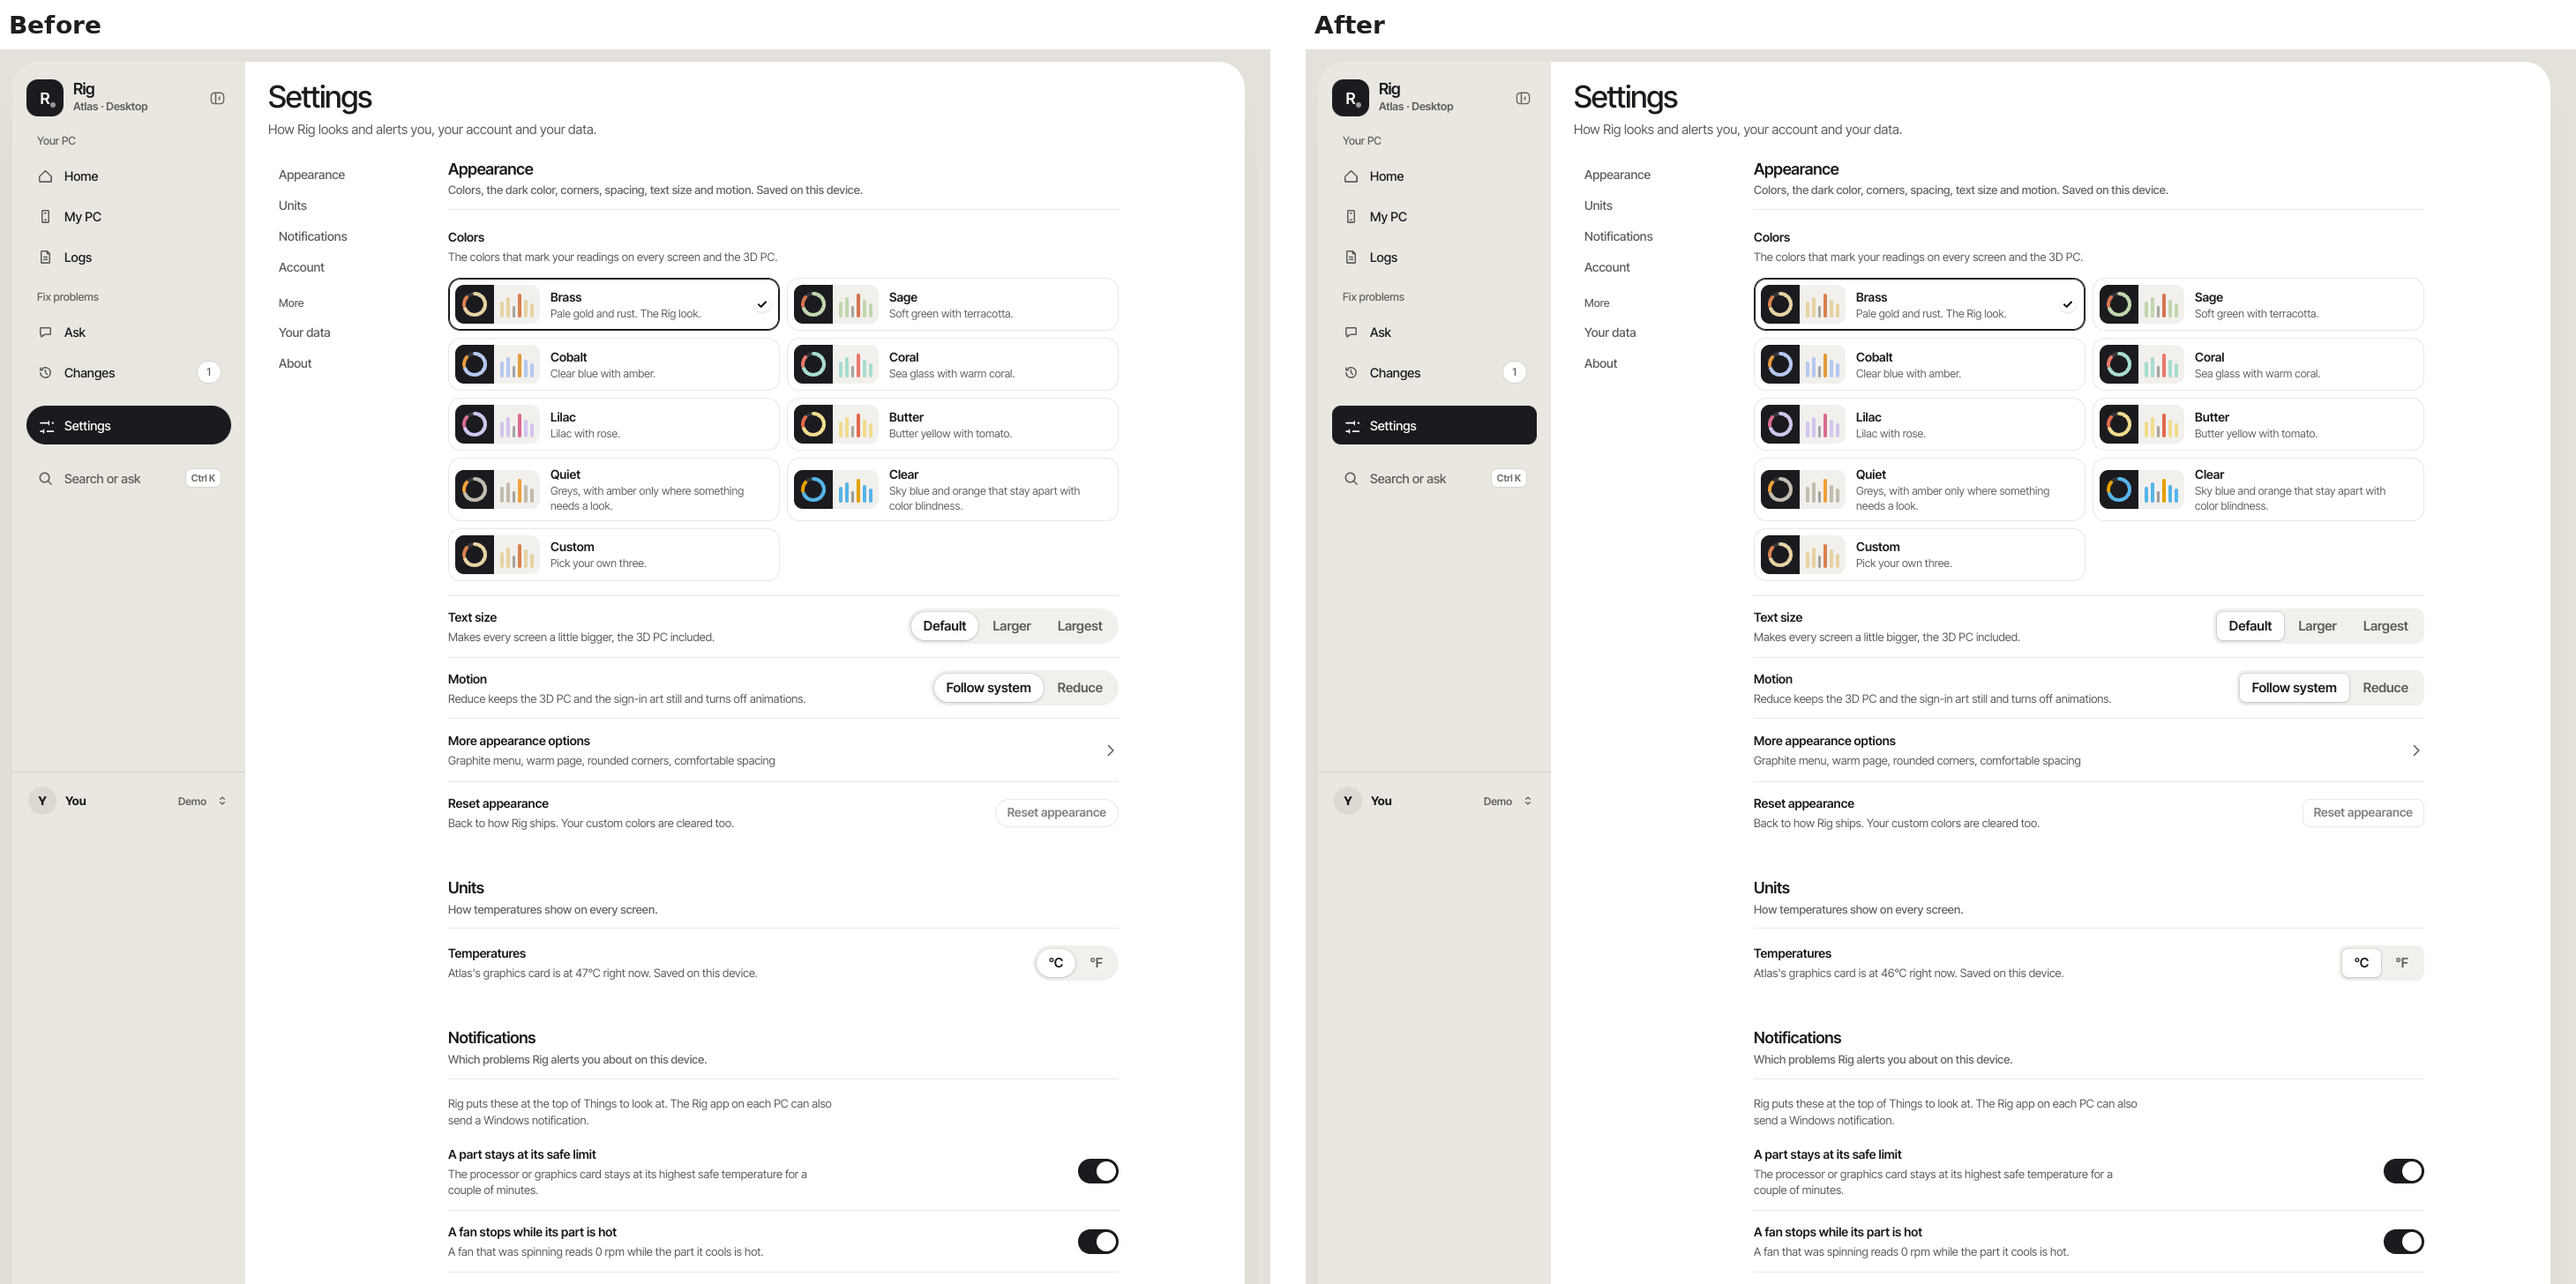 Before
R.
Rig
Atlas · Desktop
Your PC
Home
My PC
Logs
Fix problems
Ask
Changes
1
Settings
Search or ask
Ctrl K
Y
You
Demo
Settings
How Rig looks and alerts you, your account and your data.
Appearance
Units
Notifications
Account
More
Your data
About
Appearance
Colors, the dark color, corners, spacing, text size and motion. Saved on this device.
Colors
The colors that mark your readings on every screen and the 3D PC.
Brass
Pale gold and rust. The Rig look.
Sage
Soft green with terracotta.
Cobalt
Clear blue with amber.
Coral
Sea glass with warm coral.
Lilac
Lilac with rose.
Butter
Butter yellow with tomato.
Quiet
Greys, with amber only where something
needs a look.
Clear
Sky blue and orange that stay apart with
color blindness.
Custom
Pick your own three.
Text size
Makes every screen a little bigger, the 3D PC included.
Default
Larger
Largest
Motion
Reduce keeps the 3D PC and the sign-in art still and turns off animations.
Follow system
Reduce
More appearance options
Graphite menu, warm page, rounded corners, comfortable spacing
Reset appearance
Back to how Rig ships. Your custom colors are cleared too.
Reset appearance
Units
How temperatures show on every screen.
Temperatures
Atlas's graphics card is at 47°C right now. Saved on this device.
°C
°F
Notifications
Which problems Rig alerts you about on this device.
Rig puts these at the top of Things to look at. The Rig app on each PC can also
send a Windows notification.
A part stays at its safe limit
The processor or graphics card stays at its highest safe temperature for a
couple of minutes.
A fan stops while its part is hot
A fan that was spinning reads 0 rpm while the part it cools is hot.
After
R.
Rig
Atlas · Desktop
Your PC
Home
My PC
Logs
Fix problems
Ask
Changes
1
Settings
Search or ask
Ctrl K
Y
You
Demo
Settings
How Rig looks and alerts you, your account and your data.
Appearance
Units
Notifications
Account
More
Your data
About
Appearance
Colors, the dark color, corners, spacing, text size and motion. Saved on this device.
Colors
The colors that mark your readings on every screen and the 3D PC.
Brass
Pale gold and rust. The Rig look.
Sage
Soft green with terracotta.
Cobalt
Clear blue with amber.
Coral
Sea glass with warm coral.
Lilac
Lilac with rose.
Butter
Butter yellow with tomato.
Quiet
Greys, with amber only where something
needs a look.
Clear
Sky blue and orange that stay apart with
color blindness.
Custom
Pick your own three.
Text size
Makes every screen a little bigger, the 3D PC included.
Default
Larger
Largest
Motion
Reduce keeps the 3D PC and the sign-in art still and turns off animations.
Follow system
Reduce
More appearance options
Graphite menu, warm page, rounded corners, comfortable spacing
Reset appearance
Back to how Rig ships. Your custom colors are cleared too.
Reset appearance
Units
How temperatures show on every screen.
Temperatures
Atlas's graphics card is at 46°C right now. Saved on this device.
°C
°F
Notifications
Which problems Rig alerts you about on this device.
Rig puts these at the top of Things to look at. The Rig app on each PC can also
send a Windows notification.
A part stays at its safe limit
The processor or graphics card stays at its highest safe temperature for a
couple of minutes.
A fan stops while its part is hot
A fan that was spinning reads 0 rpm while the part it cools is hot.